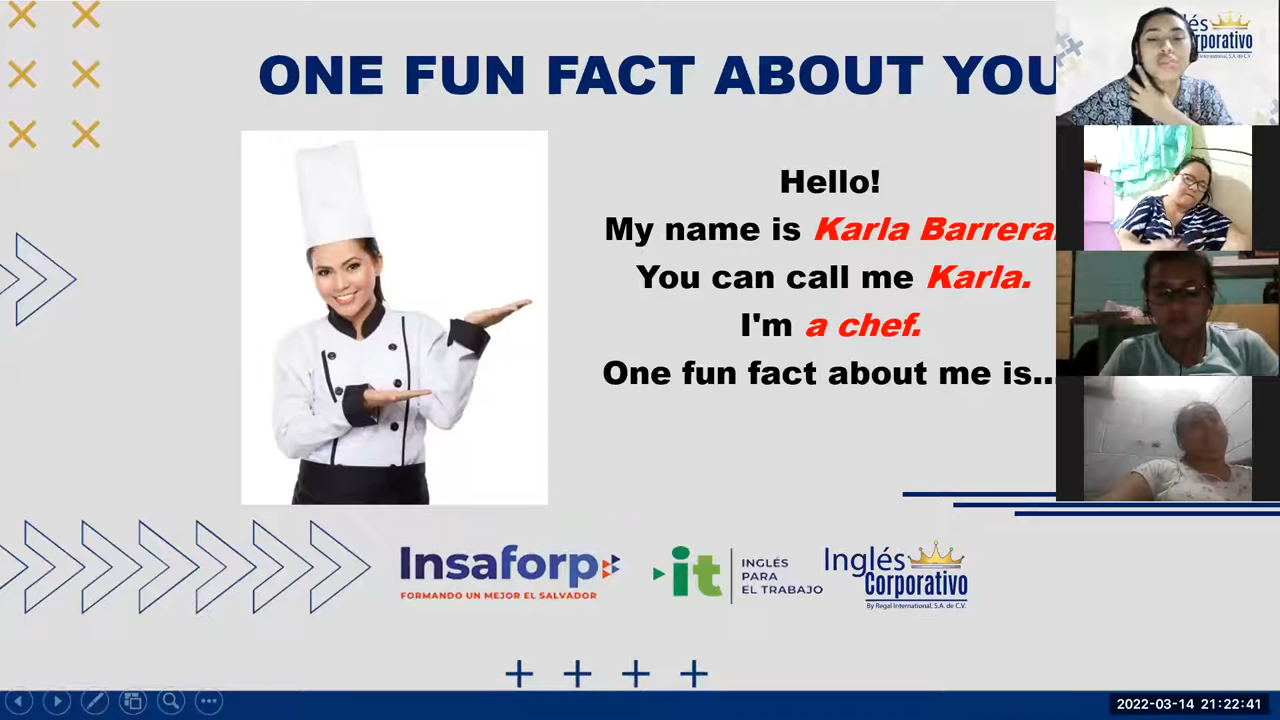 ONE FUN FACT ABOUT YOU
Hello!
My name is Karla Barrera.
You can call me Karla.
I'm a chef.
One fun fact about me is...
Insaforp
FORMANDO UN MEJOR EL SALVADOR
it
INGLÉS
PARA
EL TRABAJO
Inglés
Corporativo
By Regal International, S.A. de C.V.
2022-03-14 21:22:41